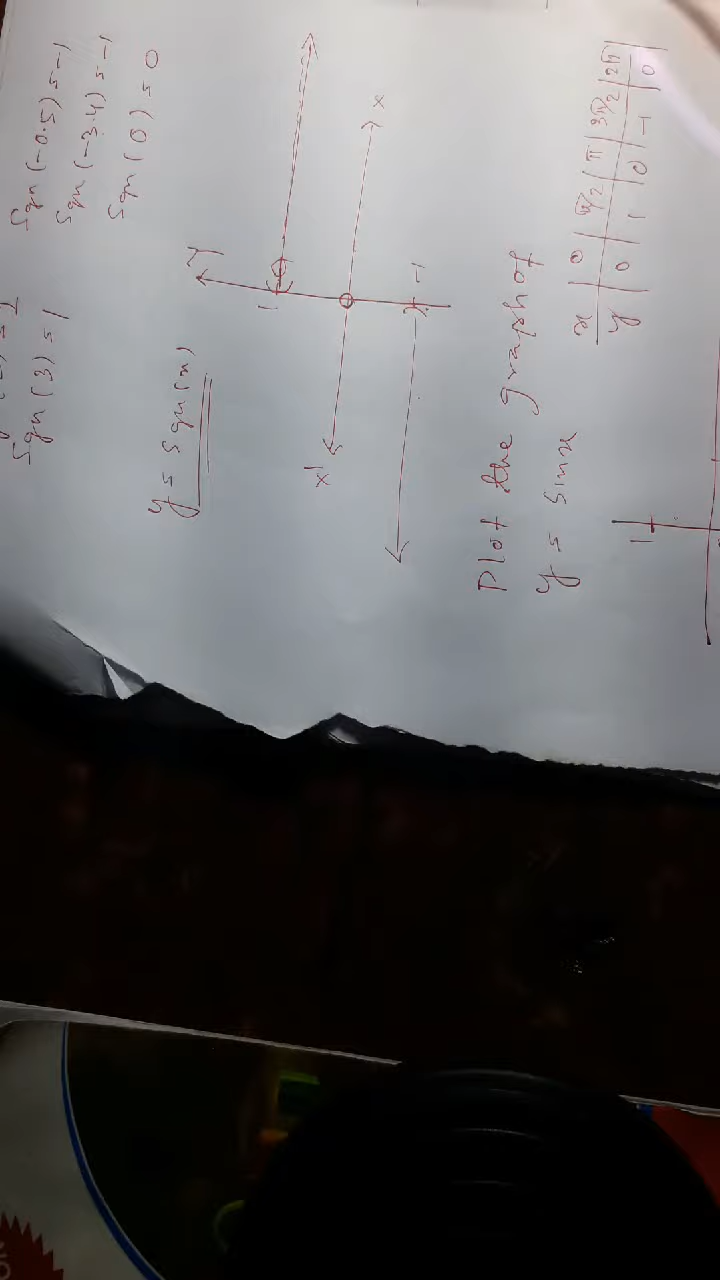 Sgn(3) = 1
Sgn(-0.5) = -1
Sgn(-3.4) = -1
Sgn(0) = 0
y = Sgn(x)
Y
1
X'
X
-1
Plot the graph of
y = sinx
x | 0 | π/2 | π | 3π/2 | 2π
y | 0 | 1 | 0 | -1 | 0
1